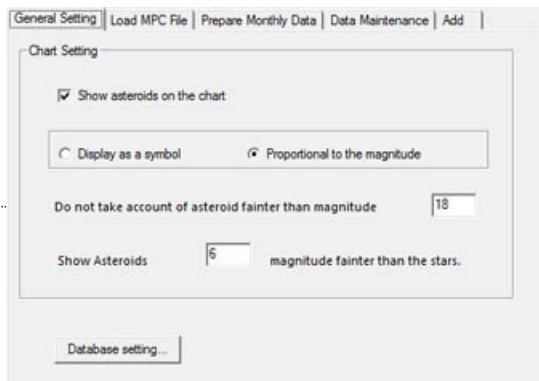 General Setting Load MPC File Prepare Monthly Data Data Maintenance Add
Chart Setting
Show asteroids on the chart
Display as a symbol Proportional to the magnitude
Do not take account of asteroid fainter than magnitude 18
Show Asteroids 6 magnitude fainter than the stars.
Database setting...